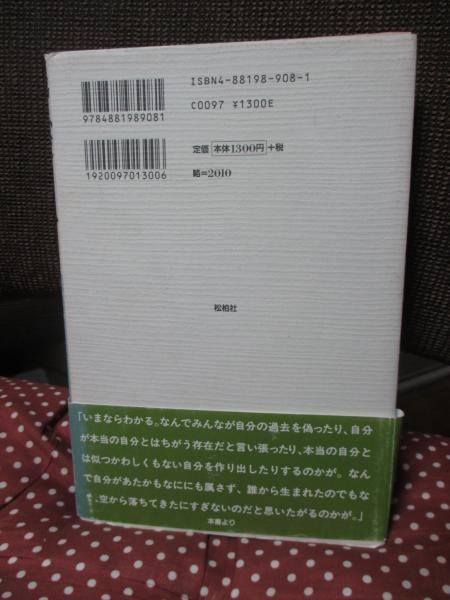 ISBN4-88198-908-1
C0097 ¥1300E
9784881989081
定価 本体1300円+税
略=2010
1920097013006
松柏社
「いまならわかる。なんでみんなが自分の過去を偽ったり、自分
が本当の自分とはちがう存在だと言い張ったり、本当の自分と
は似つかわしくもない自分を作り出したりするのかが。なん
で自分があたかもなににも属さず、誰から生まれたのでもな
く、空から落ちてきたにすぎないのだと思いたがるのかが。」
本書より